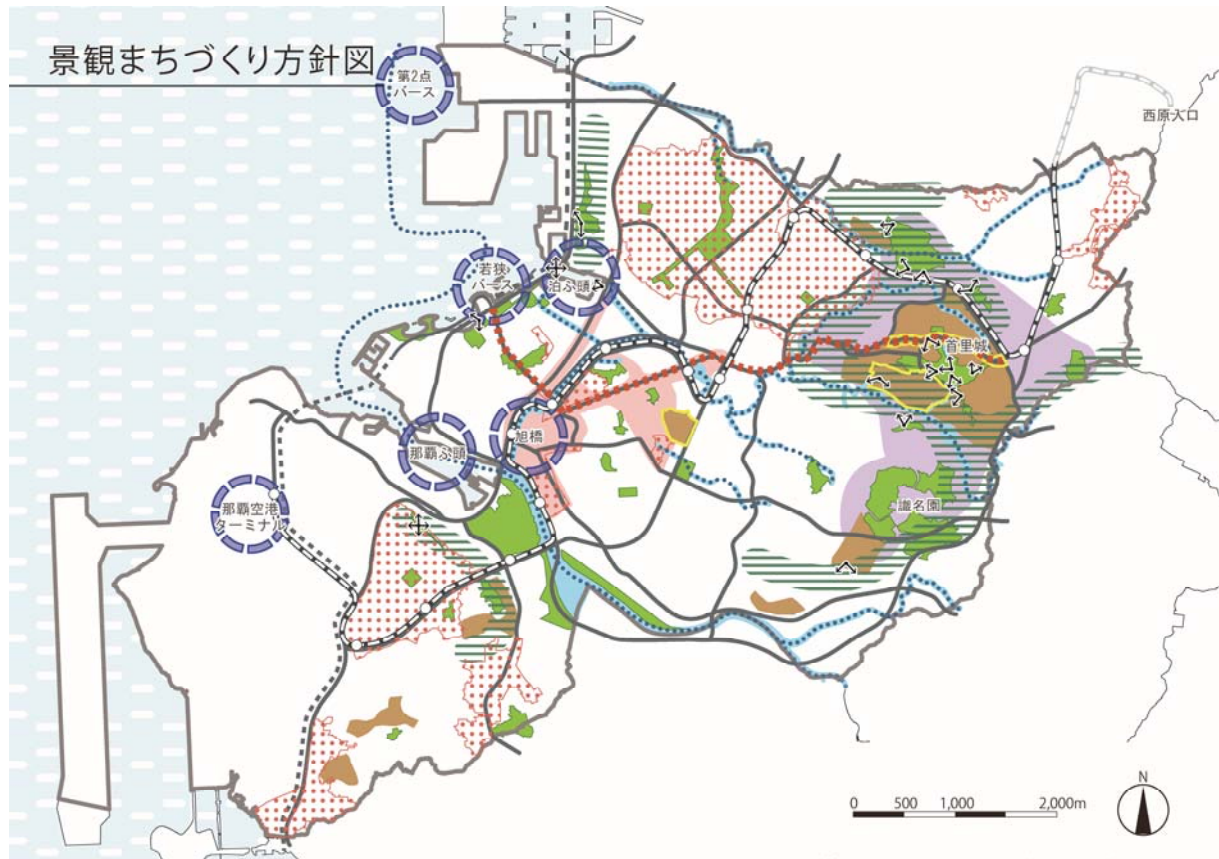 景観まちづくり方針図
第2点
バース
西原入口
若狭
バース
泊ふ頭
首里城
旭橋
那覇ふ頭
那覇空港
ターミナル
識名園
N
0 500 1,000 2,000m